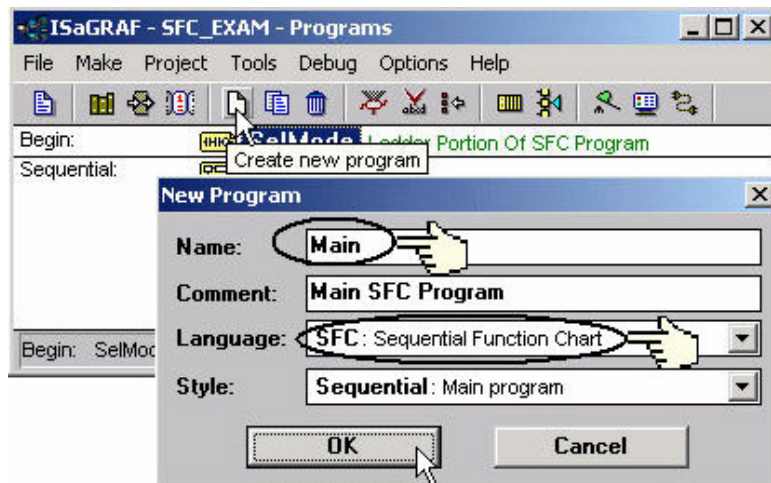 ISaGRAF - SFC_EXAM - Programs
File Make Project Tools Debug Options Help
Begin: SelMode Ladder Portion Of SFC Program
Create new program
Sequential:
New Program
Name: Main
Comment: Main SFC Program
Language: SFC : Sequential Function Chart
Begin: SelMod
Style: Sequential : Main program
OK Cancel